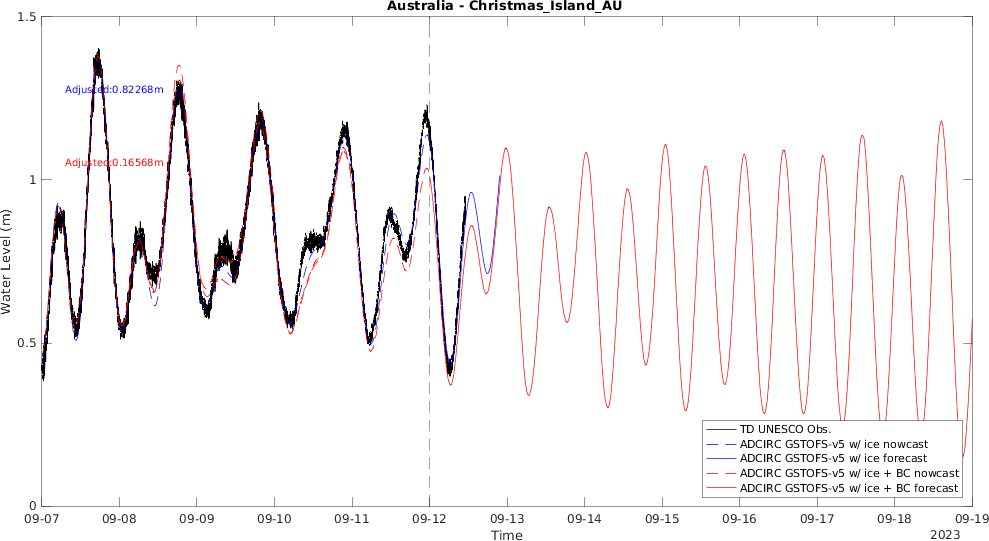 Australia - Christmas_Island_AU
1.5
Adjusted:0.82268m
Adjusted:0.16568m
1
Water Level (m)
0.5
TD UNESCO Obs.
ADCIRC GSTOFS-v5 w/ ice nowcast
ADCIRC GSTOFS-v5 w/ ice forecast
ADCIRC GSTOFS-v5 w/ ice + BC nowcast
ADCIRC GSTOFS-v5 w/ ice + BC forecast
0
09-07 09-08 09-09 09-10 09-11 09-12 09-13 09-14 09-15 09-16 09-17 09-18 09-19
Time
2023